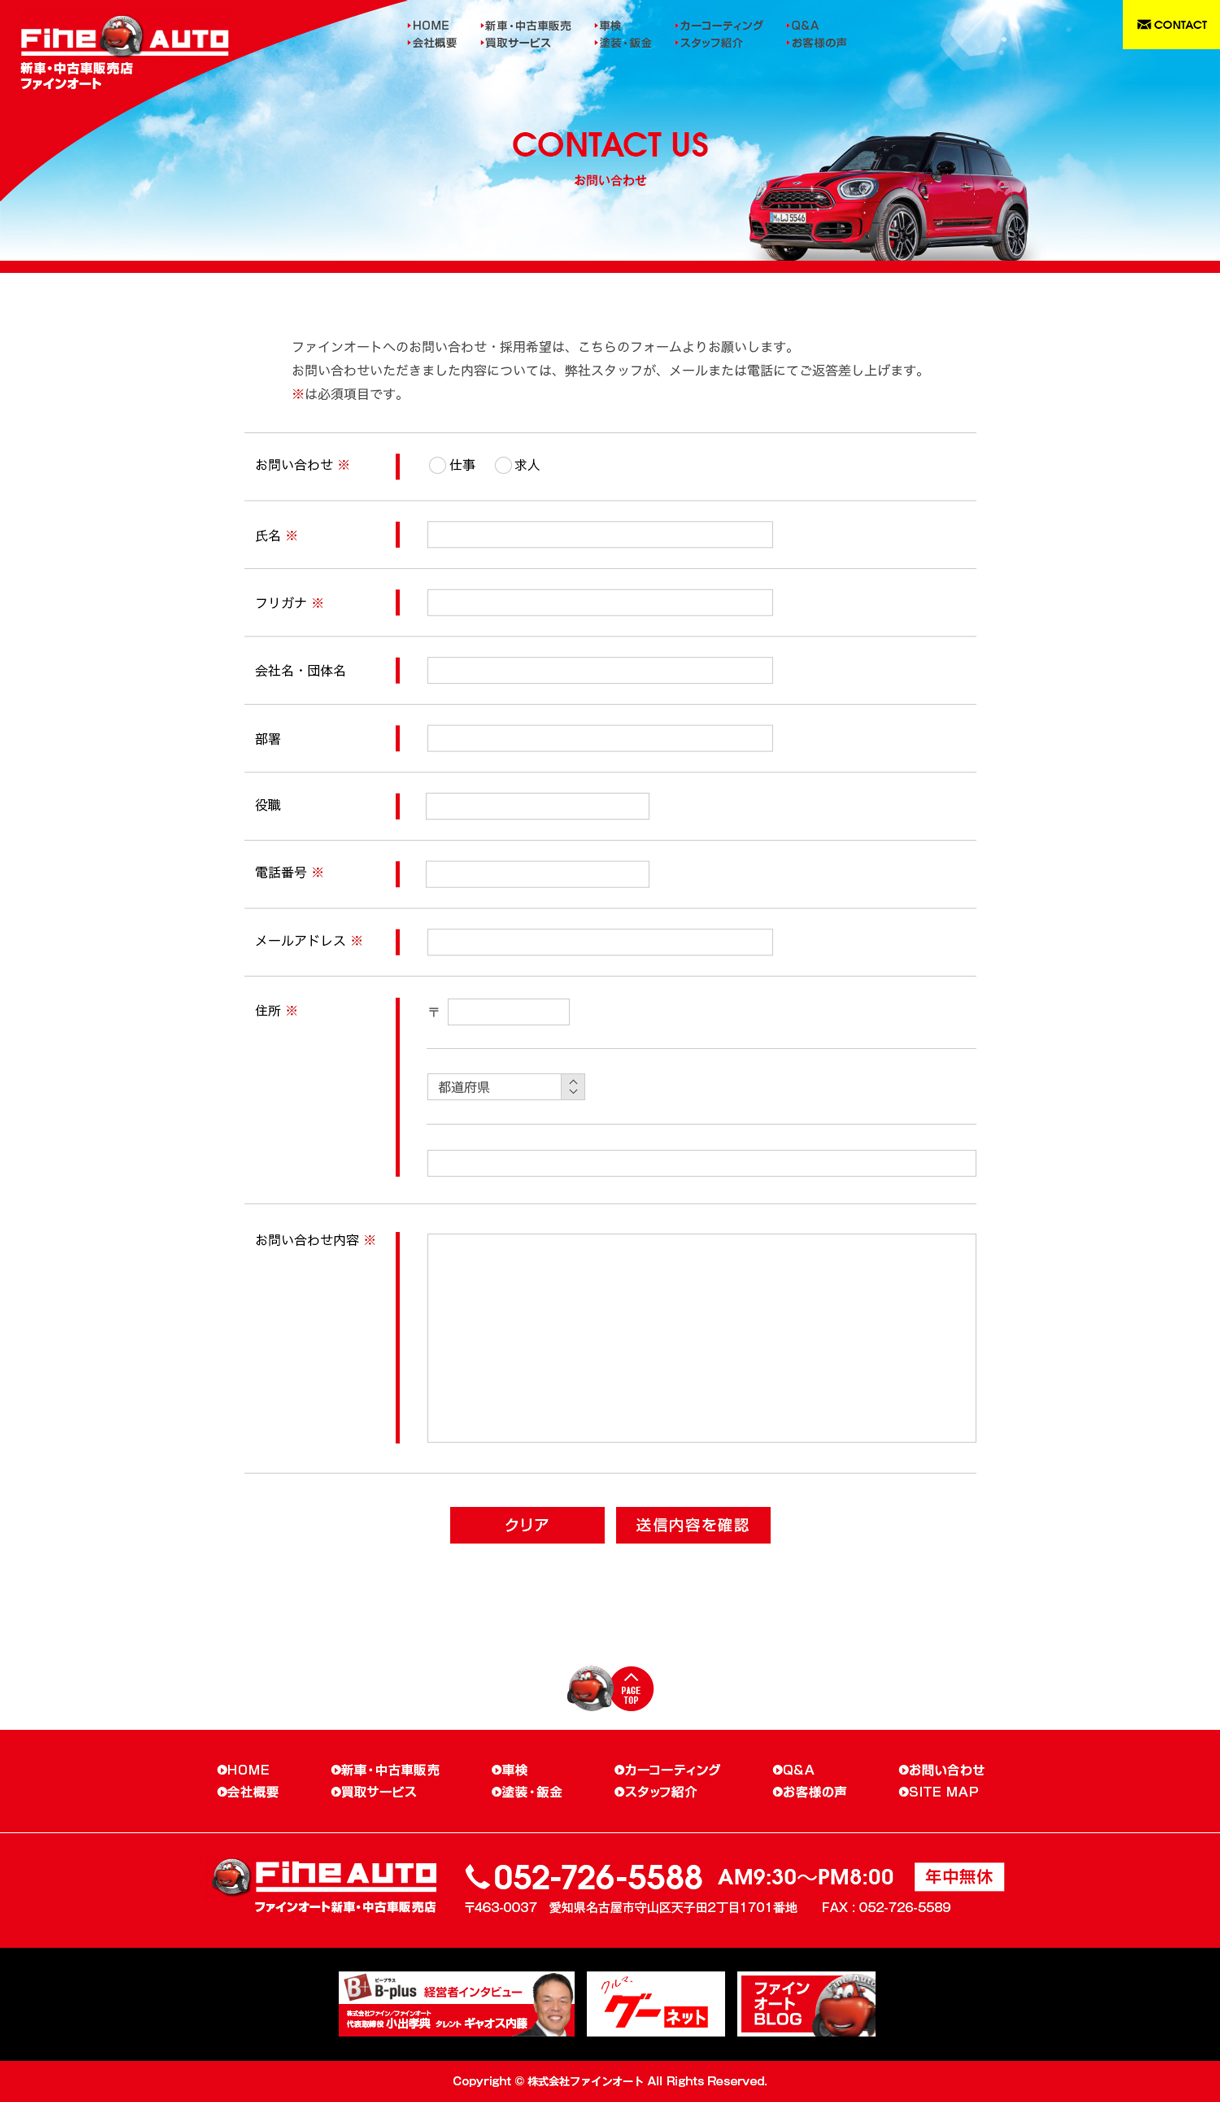 Fine AUTO
新車・中古車販売店
ファインオート
HOME
新車・中古車販売
車検
カーコーティング
Q&A
会社概要
買取サービス
塗装・鈑金
スタッフ紹介
お客様の声
CONTACT
CONTACT US
お問い合わせ
M・LJ 5546
ファインオートへのお問い合わせ・採用希望は、こちらのフォームよりお願いします。
お問い合わせいただきました内容については、弊社スタッフが、メールまたは電話にてご返答差し上げます。
※は必須項目です。
お問い合わせ ※
仕事 求人
氏名 ※
フリガナ ※
会社名・団体名
部署
役職
電話番号 ※
メールアドレス ※
住所 ※
〒
都道府県
お問い合わせ内容 ※
クリア
送信内容を確認
PAGE
TOP
HOME
新車・中古車販売
車検
カーコーティング
Q&A
お問い合わせ
会社概要
買取サービス
塗装・鈑金
スタッフ紹介
お客様の声
SITE MAP
Fine AUTO
ファインオート新車・中古車販売店
052-726-5588 AM9:30〜PM8:00 年中無休
〒463-0037 愛知県名古屋市守山区天子田2丁目1701番地 FAX : 052-726-5589
B+
ビープラス
B-plus 経営者インタビュー
株式会社ファイン/ファインオート
代表取締役 小出孝典 タレント ギャオス内藤
クルマ、
グーネット
Fine Auto
ファイン
オート
BLOG
Copyright © 株式会社ファインオート All Rights Reserved.